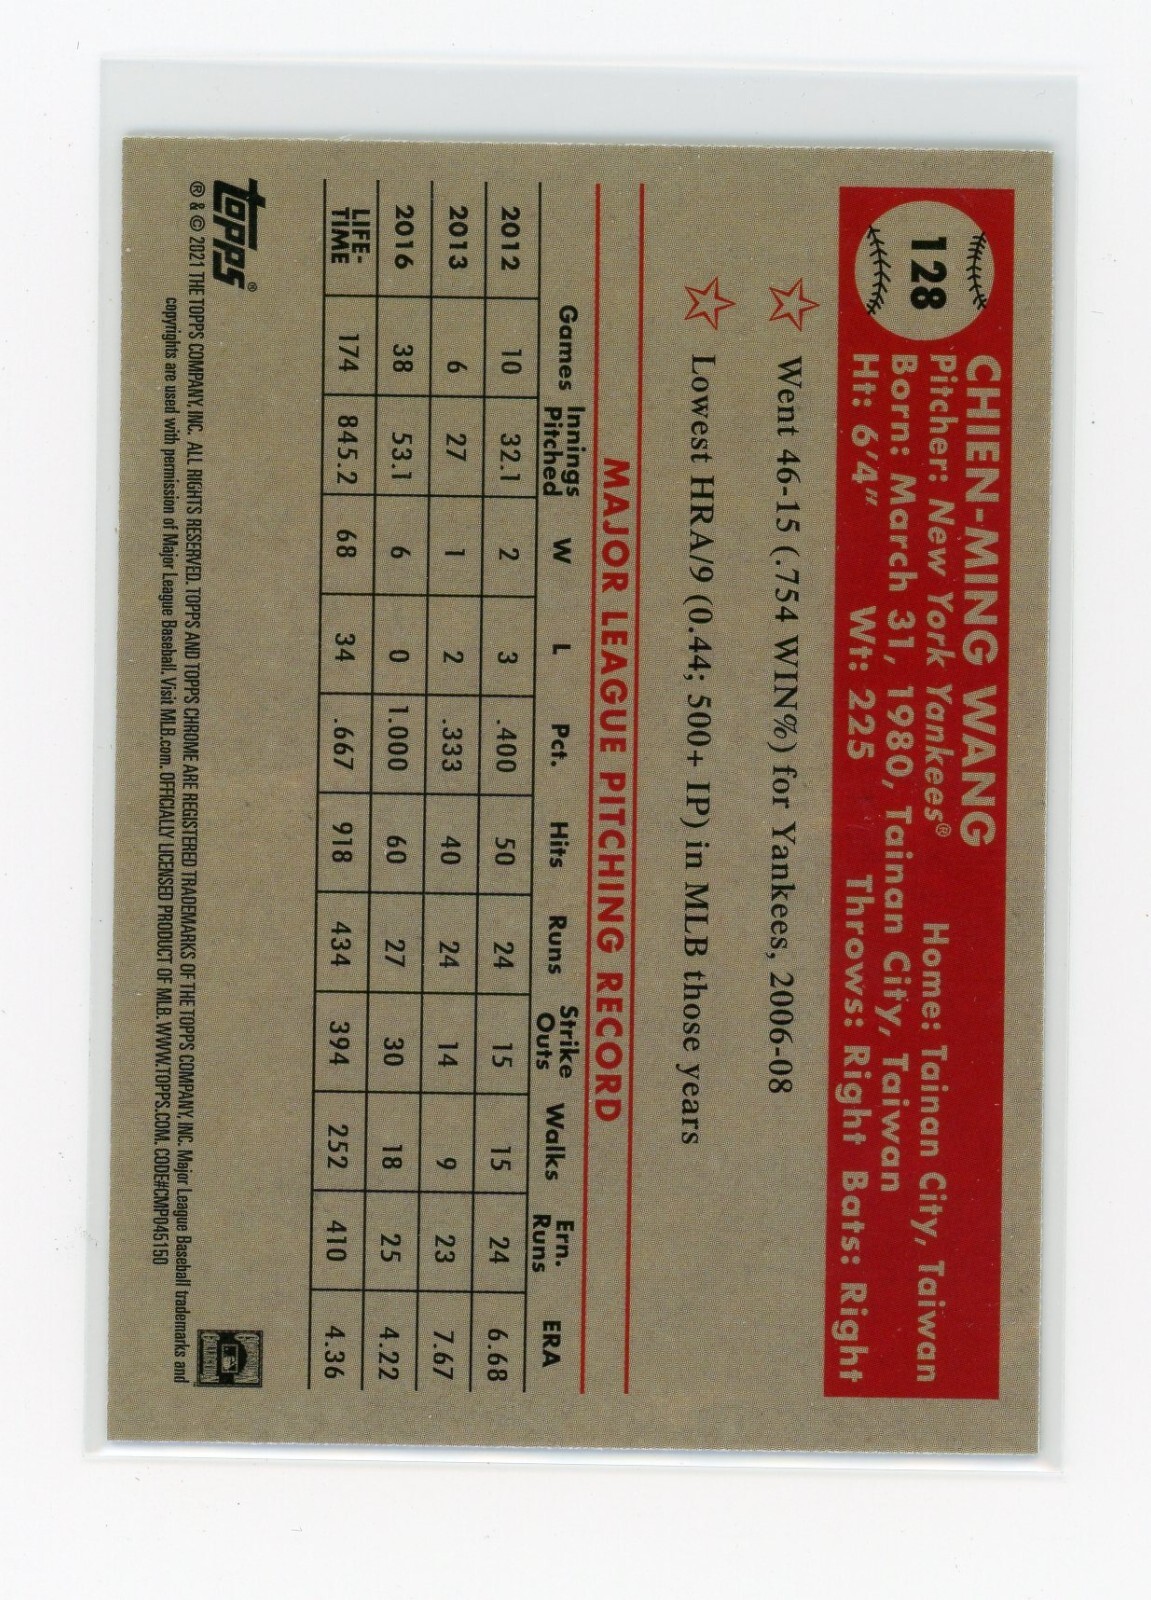 128
CHIEN-MING WANG
Pitcher: New York Yankees® Home: Tainan City, Taiwan
Born: March 31, 1980, Tainan City, Taiwan
Ht: 6'4" Wt: 225 Throws: Right Bats: Right
Went 46-15 (.754 WIN%) for Yankees, 2006-08
Lowest HRA/9 (0.44; 500+ IP) in MLB those years
MAJOR LEAGUE PITCHING RECORD
Games Innings Pitched W L Pct. Hits Runs Strike Outs Walks Ern. Runs ERA
2012 10 32.1 2 3 .400 50 24 15 15 24 6.68
2013 6 27 1 2 .333 40 24 14 9 23 7.67
2016 38 53.1 6 0 1.000 60 27 30 18 25 4.22
LIFE-TIME 174 845.2 68 34 .667 918 434 394 252 410 4.36
topps®
® & © 2021 THE TOPPS COMPANY, INC. ALL RIGHTS RESERVED. TOPPS AND TOPPS CHROME ARE REGISTERED TRADEMARKS OF THE TOPPS COMPANY, INC. Major League Baseball trademarks and
copyrights are used with permission of Major League Baseball. Visit MLB.com. OFFICIALLY LICENSED PRODUCT OF MLB. WWW.TOPPS.COM. CODE#CMP045150
COOPERSTOWN
COLLECTION